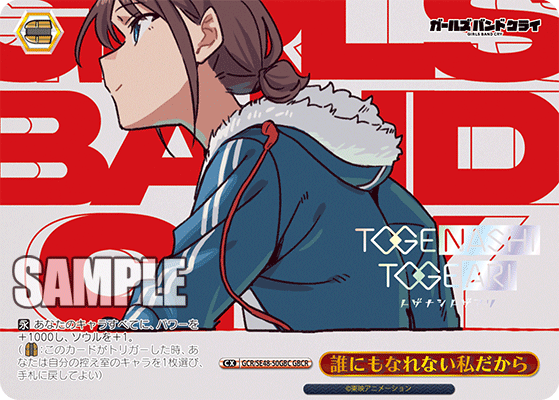 ガールズバンドクライ
GIRLS BAND CRY
GIRLS
BAND
CRY
TOGENASHI
TOGEARI
トゲナシトゲアリ
SAMPLE
永 あなたのキャラすべてに、パワーを
+1000し、ソウルを+1。
( :このカードがトリガーした時、あ
なたは自分の控え室のキャラを1枚選び、
手札に戻してよい)
CX GCR/SE48-50GBC GBCR
誰にもなれない私だから
©東映アニメーション